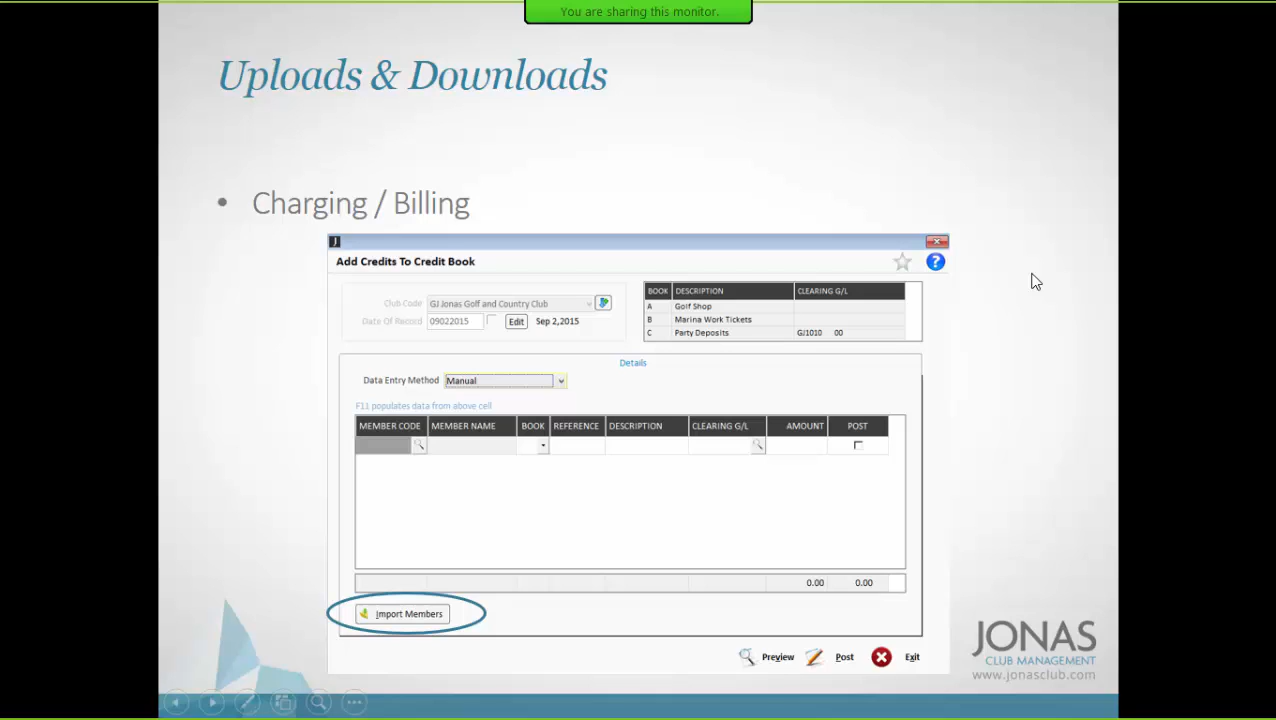 You are sharing this monitor.
Uploads & Downloads
• Charging / Billing
J
Add Credits To Credit Book
?
Club Code GJ Jonas Golf and Country Club
Date Of Record 09022015 Edit Sep 2,2015
BOOK DESCRIPTION CLEARING G/L
A Golf Shop
B Marina Work Tickets
C Party Deposits GJ1010 00
Details
Data Entry Method Manual
F11 populates data from above cell
MEMBER CODE MEMBER NAME BOOK REFERENCE DESCRIPTION CLEARING G/L AMOUNT POST
0.00 0.00
Import Members
Preview Post Exit
JONAS
CLUB MANAGEMENT
www.jonasclub.com